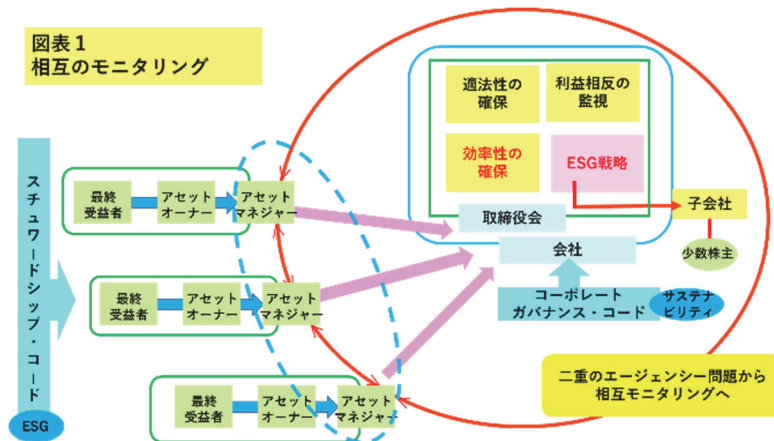 図表1
相互のモニタリング
適法性の
確保
利益相反の
監視
効率性の
確保
ESG戦略
取締役会
会社
子会社
少数株主
コーポレート
ガバナンス・コード
サステナ
ビリティ
スチュワードシップ・コード
ESG
最終
受益者
アセット
オーナー
アセット
マネジャー
最終
受益者
アセット
オーナー
アセット
マネジャー
最終
受益者
アセット
オーナー
アセット
マネジャー
二重のエージェンシー問題から
相互モニタリングへ